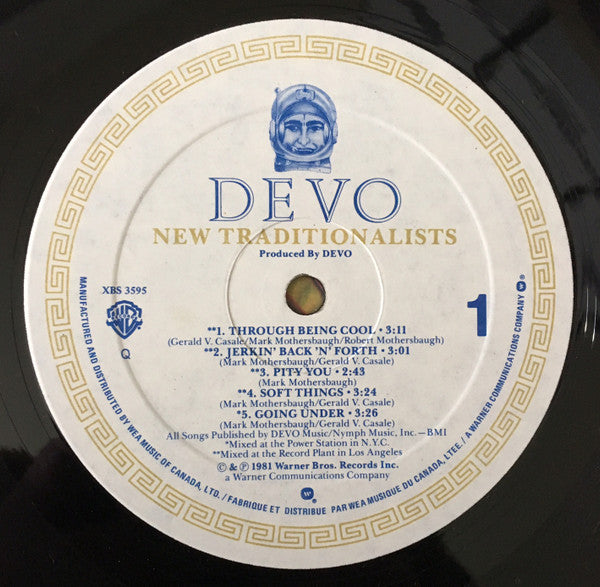 DEVO
NEW TRADITIONALISTS
Produced By DEVO
XBS 3595
WB
Q
1
**1. THROUGH BEING COOL • 3:11
(Gerald V. Casale/Mark Mothersbaugh/Robert Mothersbaugh)
**2. JERKIN' BACK 'N' FORTH • 3:01
(Mark Mothersbaugh/Gerald V. Casale)
**3. PITY YOU • 2:43
(Mark Mothersbaugh)
**4. SOFT THINGS • 3:24
(Mark Mothersbaugh/Gerald V. Casale)
*5. GOING UNDER • 3:26
(Mark Mothersbaugh/Gerald V. Casale)
All Songs Published by DEVO Music/Nymph Music, Inc.—BMI
*Mixed at the Power Station in N.Y.C.
**Mixed at the Record Plant in Los Angeles
© & ℗ 1981 Warner Bros. Records Inc.
a Warner Communications Company
MANUFACTURED AND DISTRIBUTED BY WEA MUSIC OF CANADA, LTD. / FABRIQUE ET DISTRIBUE PAR WEA MUSIQUE DU CANADA, LTEE. / A WARNER COMMUNICATIONS COMPANY ®